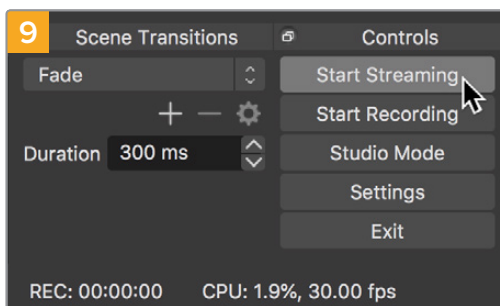 9
Scene Transitions
Controls
Fade
Start Streaming
Start Recording
Duration 300 ms
Studio Mode
Settings
Exit
REC: 00:00:00 CPU: 1.9%, 30.00 fps